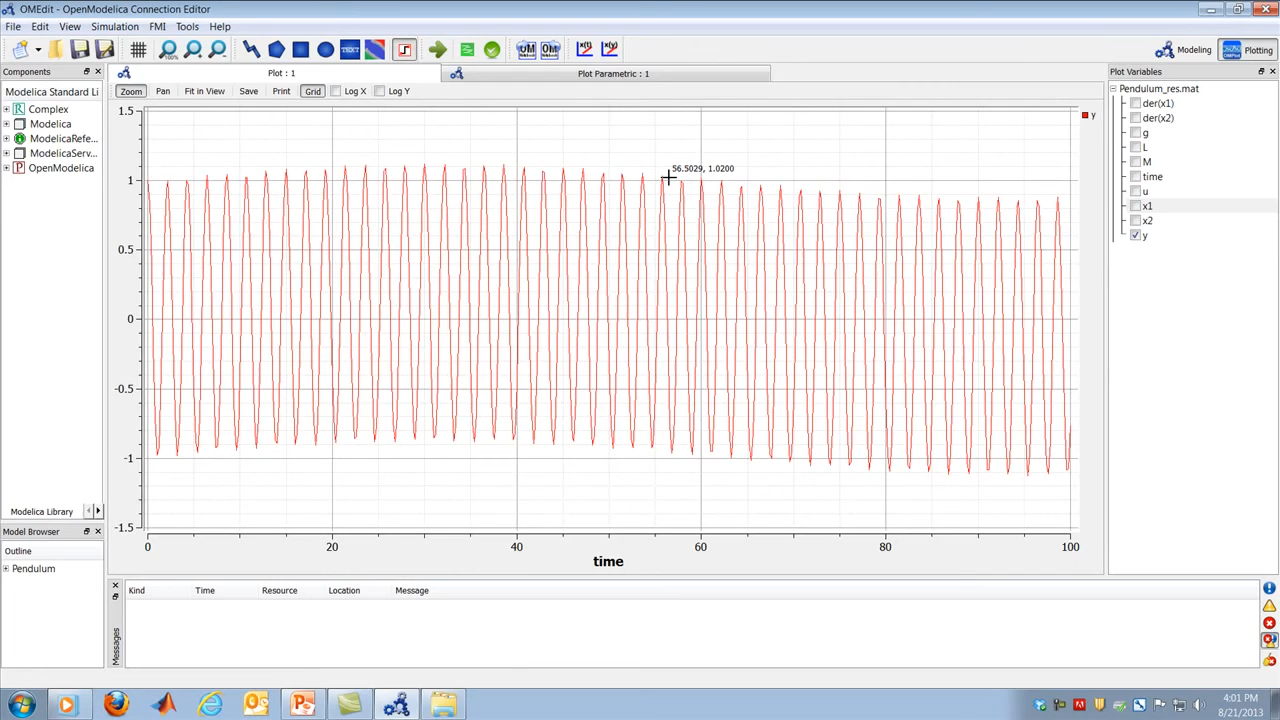 OMEdit - OpenModelica Connection Editor
File Edit View Simulation FMI Tools Help
100%
TEXT
UM OM x(t) x(y)
Modeling Plotting
Components
Plot : 1
Plot Parametric : 1
Plot Variables
Zoom Pan Fit in View Save Print Grid Log X Log Y
Modelica Standard Li
Complex
Modelica
ModelicaRefe...
ModelicaServ...
OpenModelica
Pendulum_res.mat
der(x1)
der(x2)
g
L
M
time
u
x1
x2
y
y
56.5029, 1.0200
1.5
1
0.5
0
-0.5
-1
-1.5
0 20 40 60 80 100
time
Modelica Library
Model Browser
Outline
Pendulum
Kind Time Resource Location Message
Messages
4:01 PM
8/21/2013